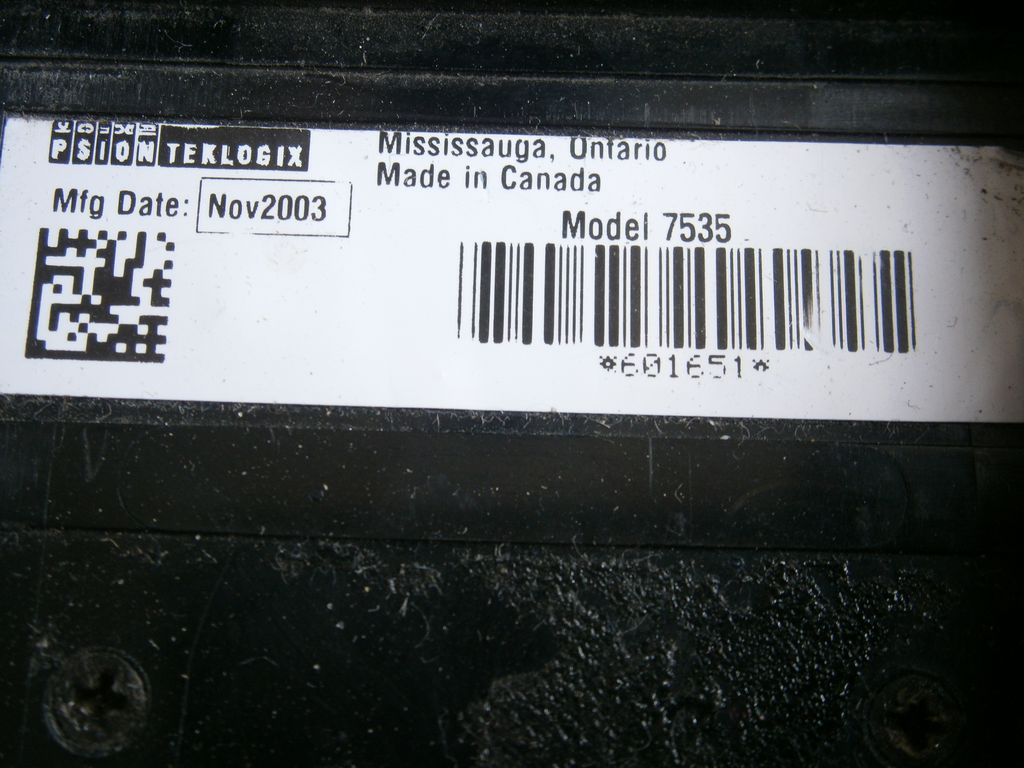 PSION TEKLOGIX
Mississauga, Ontario
Made in Canada
Mfg Date: Nov2003
Model 7535
*601651*